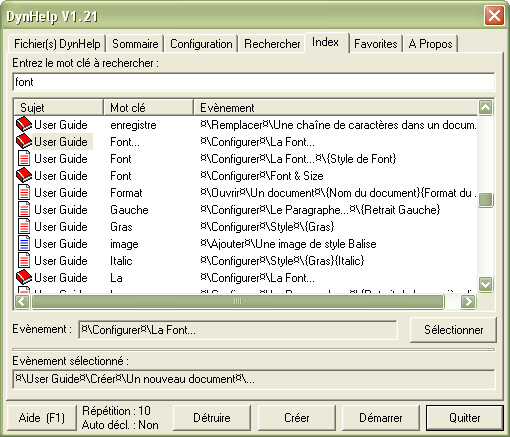 DynHelp V1.21
Fichier(s) DynHelp Sommaire Configuration Rechercher Index Favorites A Propos
Entrez le mot clé à rechercher :
font
Sujet Mot clé Evènement
User Guide enregistre ¤\Remplacer¤\Une chaîne de caractères dans un docum...
User Guide Font... ¤\Configurer¤\La Font...
User Guide Font ¤\Configurer¤\La Font...¤\{Style de Font}
User Guide Font ¤\Configurer¤\Font & Size
User Guide Format ¤\Ouvrir¤\Un document¤\{Nom du document}{Format du ...
User Guide Gauche ¤\Configurer¤\Le Paragraphe...¤\{Retrait Gauche}
User Guide Gras ¤\Configurer¤\Style¤\{Gras}
User Guide image ¤\Ajouter¤\Une image de style Balise
User Guide Italic ¤\Configurer¤\Style¤\{Gras}{Italic}
User Guide La ¤\Configurer¤\La Font...
User Guide
Evènement : ¤\Configurer¤\La Font... Sélectionner
Evènement sélectionné :
¤\User Guide¤\Créer¤\Un nouveau document¤\...
Aide (F1) Répétition : 10 Détruire Créer Démarrer Quitter
Auto décl. : Non